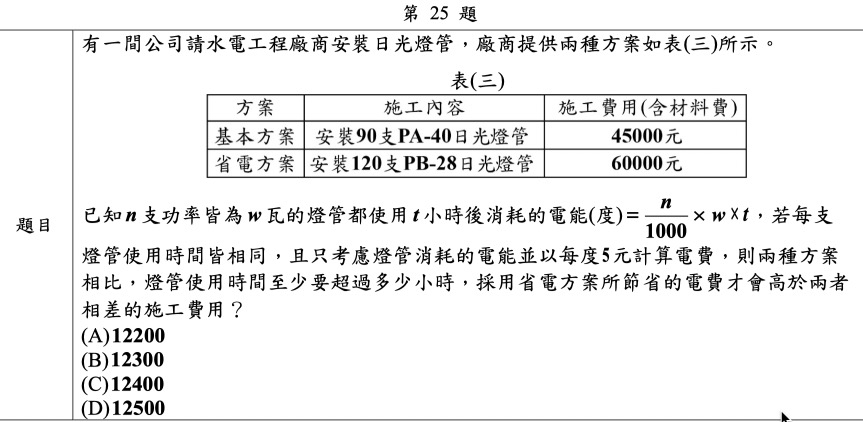 第 25 題
有一間公司請水電工程廠商安裝日光燈管，廠商提供兩種方案如表(三)所示。
表(三)
方案 施工內容 施工費用(含材料費)
基本方案 安裝90支PA-40日光燈管 45000元
省電方案 安裝120支PB-28日光燈管 60000元
題目
已知n支功率皆為w瓦的燈管都使用t小時後消耗的電能(度)=n/1000×w×t，若每支
燈管使用時間皆相同，且只考慮燈管消耗的電能並以每度5元計算電費，則兩種方案
相比，燈管使用時間至少要超過多少小時，採用省電方案所節省的電費才會高於兩者
相差的施工費用？
(A)12200
(B)12300
(C)12400
(D)12500